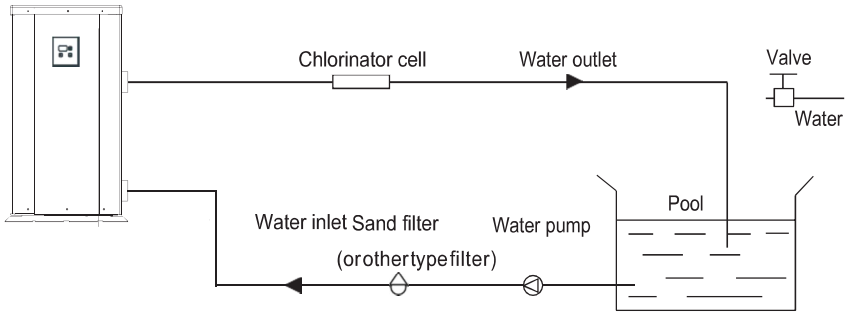 Chlorinator cell
Water outlet
Valve
Water
Pool
Water inlet
Sand filter
(orothertypefilter)
Water pump